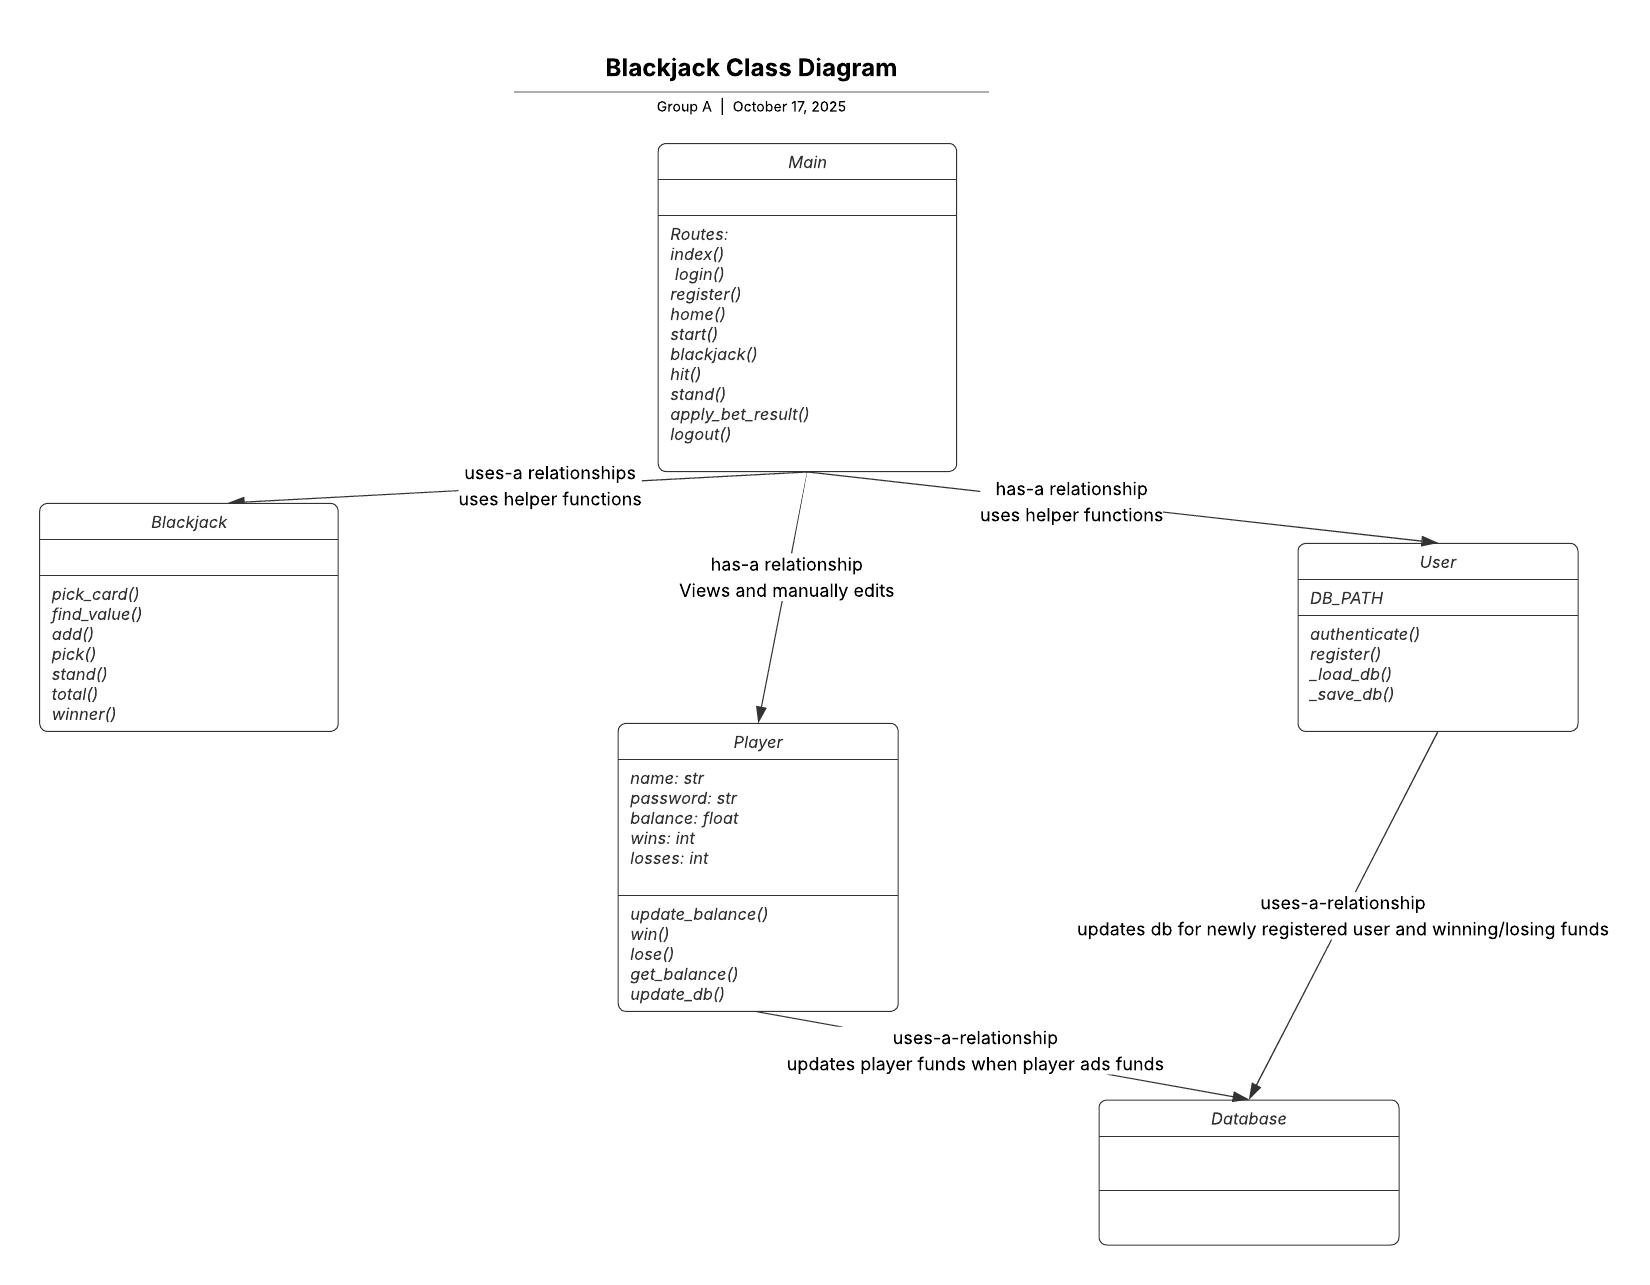 Blackjack Class Diagram
Group A | October 17, 2025
Main
Routes:
index()
login()
register()
home()
start()
blackjack()
hit()
stand()
apply_bet_result()
logout()
uses-a relationships
uses helper functions
has-a relationship
uses helper functions
Blackjack
pick_card()
find_value()
add()
pick()
stand()
total()
winner()
has-a relationship
Views and manually edits
User
DB_PATH
authenticate()
register()
_load_db()
_save_db()
Player
name: str
password: str
balance: float
wins: int
losses: int
update_balance()
win()
lose()
get_balance()
update_db()
uses-a-relationship
updates db for newly registered user and winning/losing funds
uses-a-relationship
updates player funds when player ads funds
Database